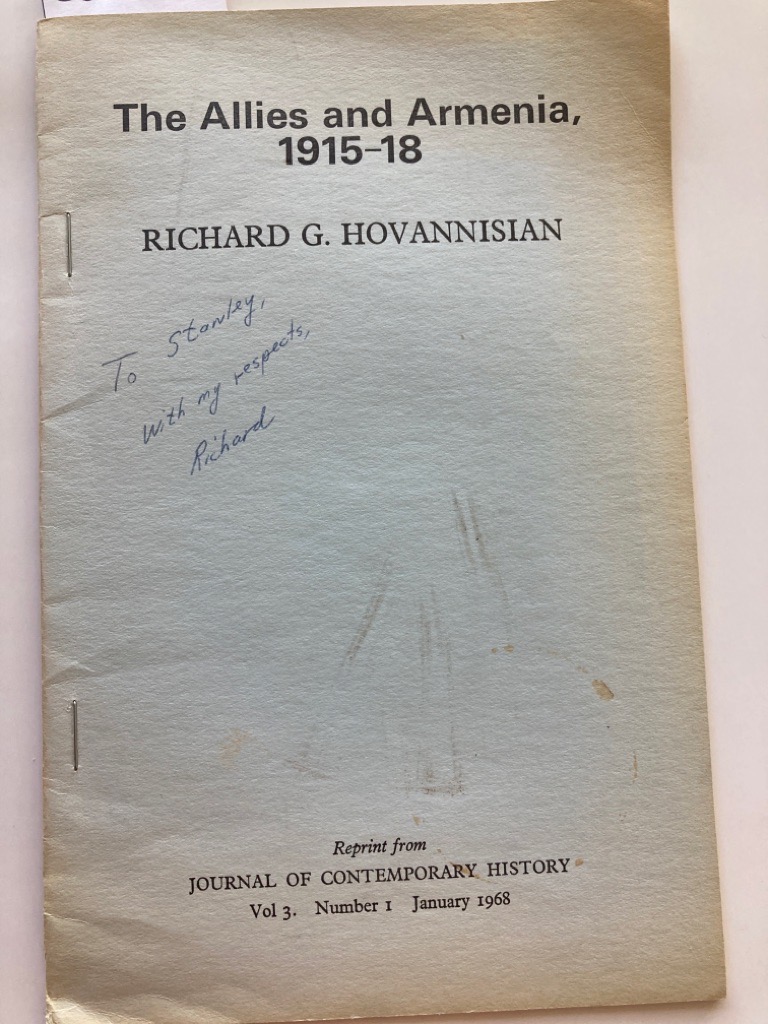 The Allies and Armenia,
1915–18
RICHARD G. HOVANNISIAN
To Stanley,
With my respects,
Richard
Reprint from
JOURNAL OF CONTEMPORARY HISTORY
Vol 3. Number 1 January 1968